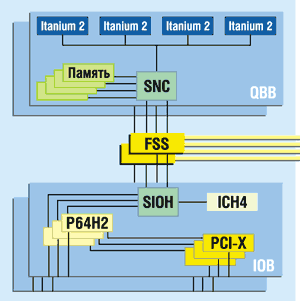 Itanium 2 Itanium 2 Itanium 2 Itanium 2
Память
SNC
QBB
FSS
SIOH
ICH4
P64H2
PCI-X
IOB